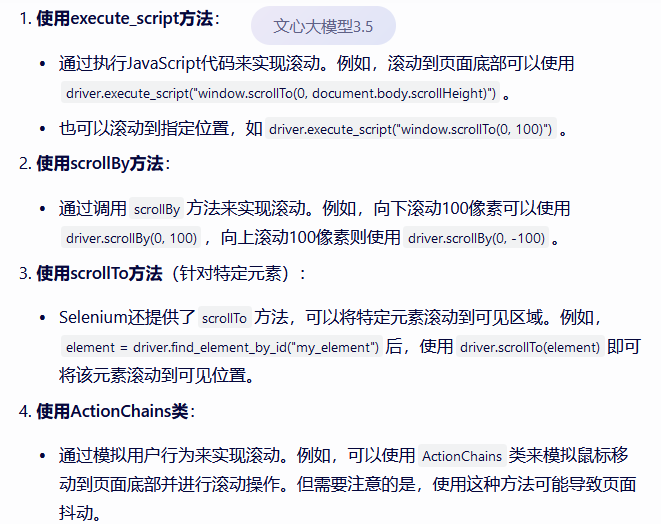 1. 使用execute_script方法：
文心大模型3.5
• 通过执行JavaScript代码来实现滚动。例如，滚动到页面底部可以使用
driver.execute_script("window.scrollTo(0, document.body.scrollHeight)") 。
• 也可以滚动到指定位置，如 driver.execute_script("window.scrollTo(0, 100)") 。
2. 使用scrollBy方法：
• 通过调用 scrollBy 方法来实现滚动。例如，向下滚动100像素可以使用
driver.scrollBy(0, 100) ，向上滚动100像素则使用 driver.scrollBy(0, -100) 。
3. 使用scrollTo方法（针对特定元素）：
• Selenium还提供了 scrollTo 方法，可以将特定元素滚动到可见区域。例如，
element = driver.find_element_by_id("my_element") 后，使用 driver.scrollTo(element) 即可
将该元素滚动到可见位置。
4. 使用ActionChains类：
• 通过模拟用户行为来实现滚动。例如，可以使用 ActionChains 类来模拟鼠标移
动到页面底部并进行滚动操作。但需要注意的是，使用这种方法可能导致页面
抖动。